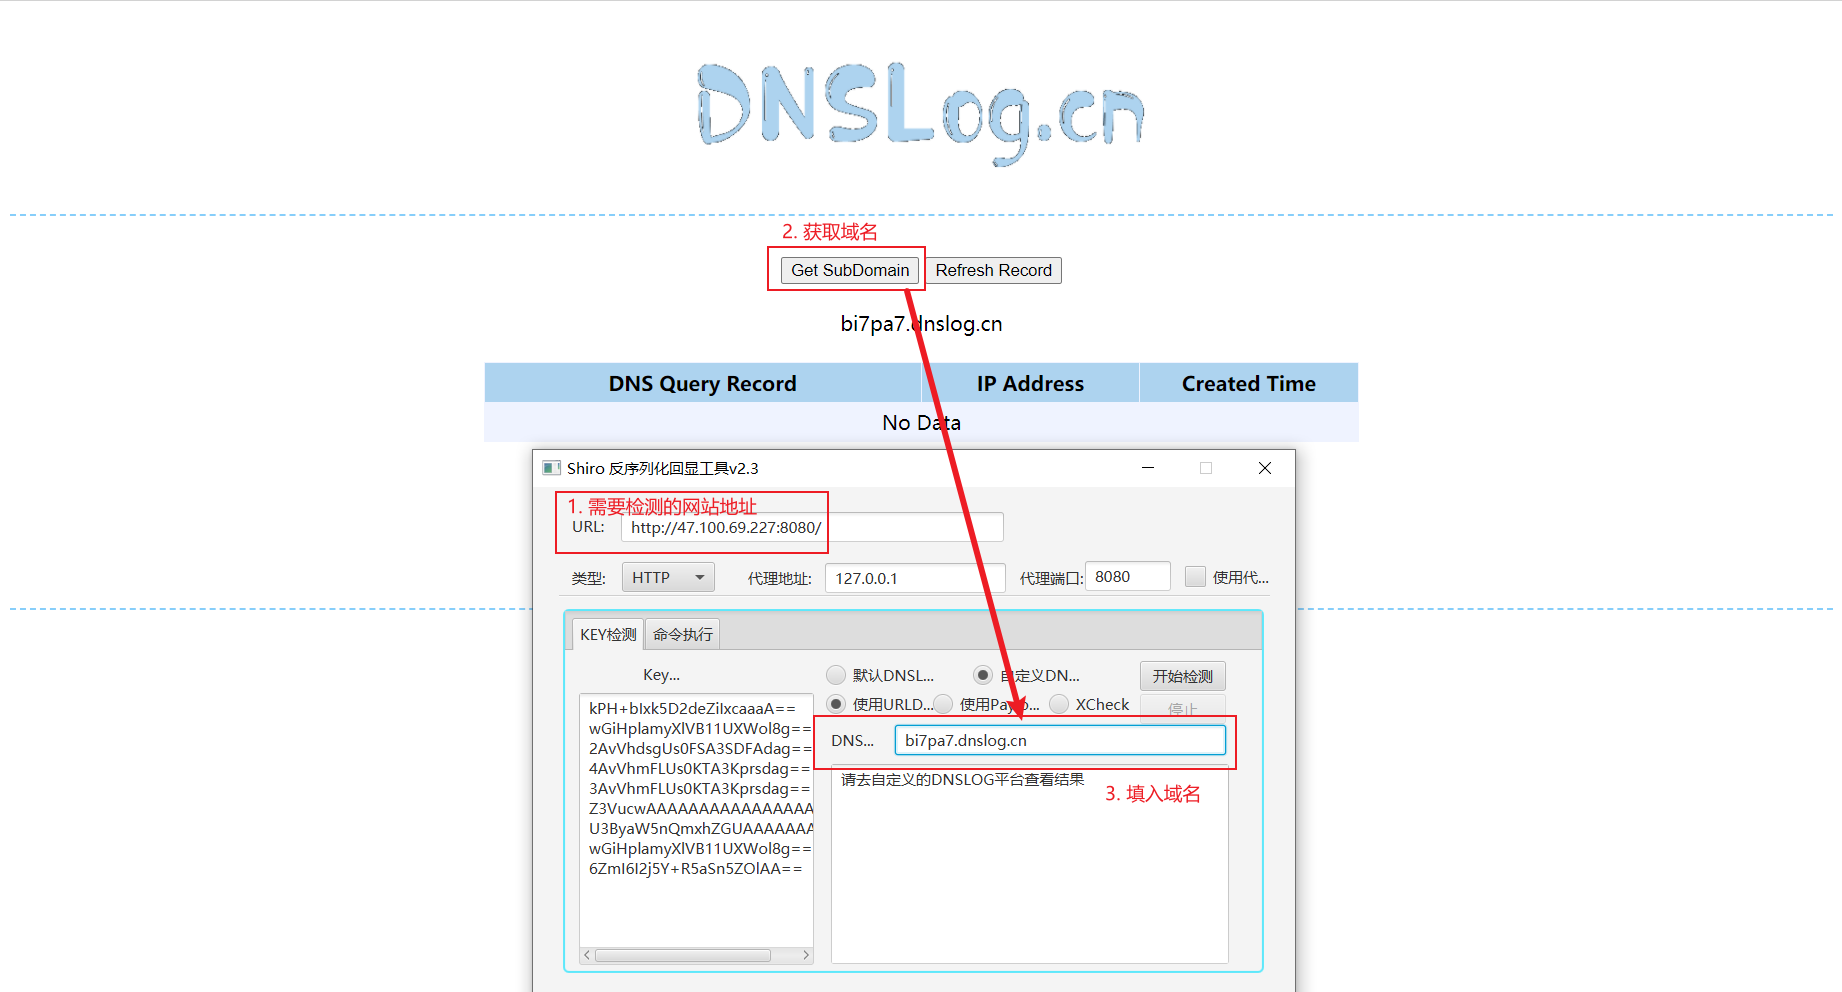 DNSLog.cn
2. 获取域名
Get SubDomain
Refresh Record
bi7pa7.dnslog.cn
DNS Query Record
IP Address
Created Time
No Data
Shiro 反序列化回显工具v2.3
1. 需要检测的网站地址
URL:
http://47.100.69.227:8080/
类型:
HTTP
代理地址:
127.0.0.1
代理端口:
8080
使用代...
KEY检测
命令执行
Key...
默认DNSL...
自定义DN...
开始检测
使用URLD...
使用Paylo...
XCheck
停止
kPH+bIxk5D2deZiIxcaaaA==
wGiHplamyXlVB11UXWol8g==
2AvVhdsgUs0FSA3SDFAdag==
4AvVhmFLUs0KTA3Kprsdag==
3AvVhmFLUs0KTA3Kprsdag==
Z3VucwAAAAAAAAAAAAAAAA
U3ByaW5nQmxhZGUAAAAAAA
wGiHplamyXlVB11UXWol8g==
6ZmI6I2j5Y+R5aSn5ZOlAA==
DNS...
bi7pa7.dnslog.cn
请去自定义的DNSLOG平台查看结果
3. 填入域名